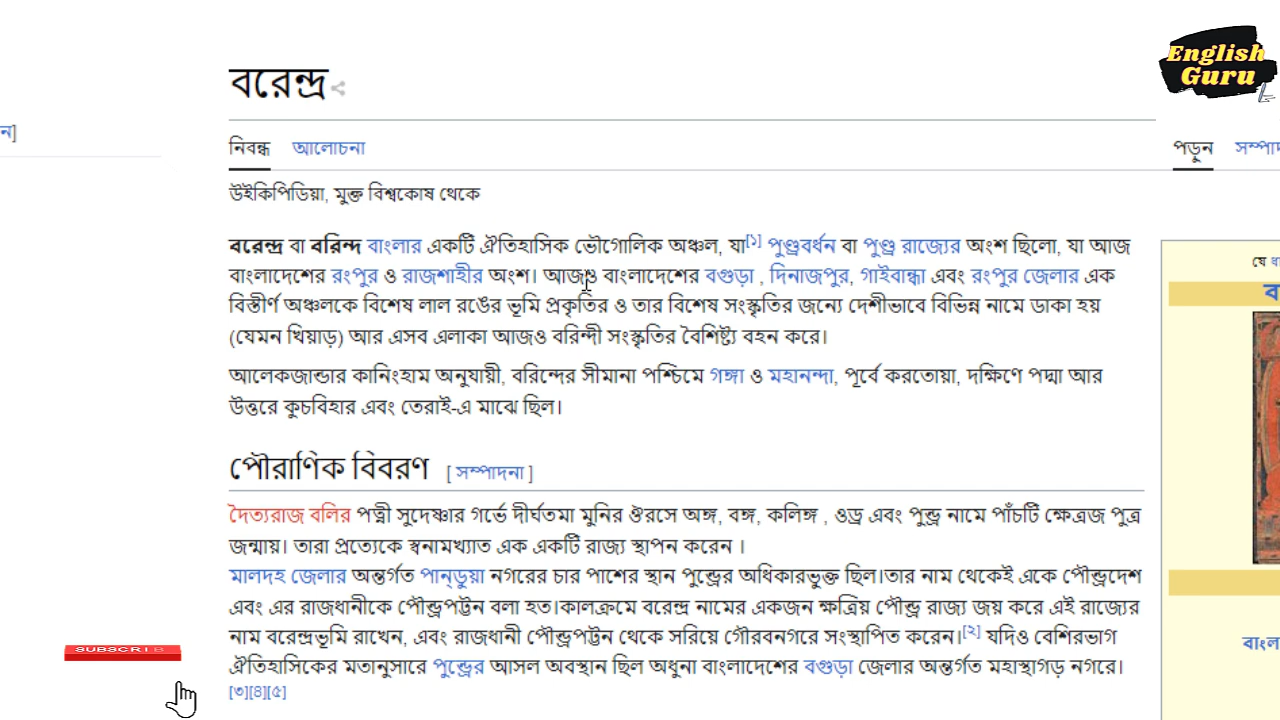 English
Guru
বরেন্দ্র
ন]
নিবন্ধ আলোচনা পড়ুন
উইকিপিডিয়া, মুক্ত বিশ্বকোষ থেকে
বরেন্দ্র বা বরিন্দ বাংলার একটি ঐতিহাসিক ভৌগোলিক অঞ্চল, যা[১] পুণ্ড্রবর্ধন বা পুণ্ড্র রাজ্যের অংশ ছিলো, যা আজ
বাংলাদেশের রংপুর ও রাজশাহীর অংশ। আজও বাংলাদেশের বগুড়া , দিনাজপুর, গাইবান্ধা এবং রংপুর জেলার এক
বিস্তীর্ণ অঞ্চলকে বিশেষ লাল রঙের ভূমি প্রকৃতির ও তার বিশেষ সংস্কৃতির জন্যে দেশীভাবে বিভিন্ন নামে ডাকা হয়
(যেমন খিয়াড়) আর এসব এলাকা আজও বরিন্দী সংস্কৃতির বৈশিষ্ট্য বহন করে।
আলেকজান্ডার কানিংহাম অনুযায়ী, বরিন্দের সীমানা পশ্চিমে গঙ্গা ও মহানন্দা, পূর্বে করতোয়া, দক্ষিণে পদ্মা আর
উত্তরে কুচবিহার এবং তেরাই-এ মাঝে ছিল।
পৌরাণিক বিবরণ [ সম্পাদনা ]
দৈত্যরাজ বলির পত্নী সুদেষ্ণার গর্ভে দীর্ঘতমা মুনির ঔরসে অঙ্গ, বঙ্গ, কলিঙ্গ , ওড্র এবং পুন্ড্র নামে পাঁচটি ক্ষেত্রজ পুত্র
জন্মায়। তারা প্রত্যেকে স্বনামখ্যাত এক একটি রাজ্য স্থাপন করেন ।
মালদহ জেলার অন্তর্গত পান্ডুয়া নগরের চার পাশের স্থান পুন্ড্রের অধিকারভুক্ত ছিল।তার নাম থেকেই একে পৌন্ড্রদেশ
এবং এর রাজধানীকে পৌন্ড্রপট্টন বলা হত।কালক্রমে বরেন্দ্র নামের একজন ক্ষত্রিয় পৌন্ড্র রাজ্য জয় করে এই রাজ্যের
নাম বরেন্দ্রভূমি রাখেন, এবং রাজধানী পৌন্ড্রপট্টন থেকে সরিয়ে গৌরবনগরে সংস্থাপিত করেন।[২] যদিও বেশিরভাগ
ঐতিহাসিকের মতানুসারে পুন্ড্রের আসল অবস্থান ছিল অধুনা বাংলাদেশের বগুড়া জেলার অন্তর্গত মহাস্থাগড় নগরে।
[৩][৪][৫]
SUBSCRIB